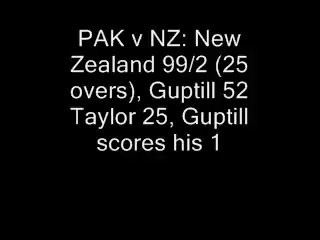 PAK v NZ: New
Zealand 99/2 (25
overs), Guptill 52
Taylor 25, Guptill
scores his 1